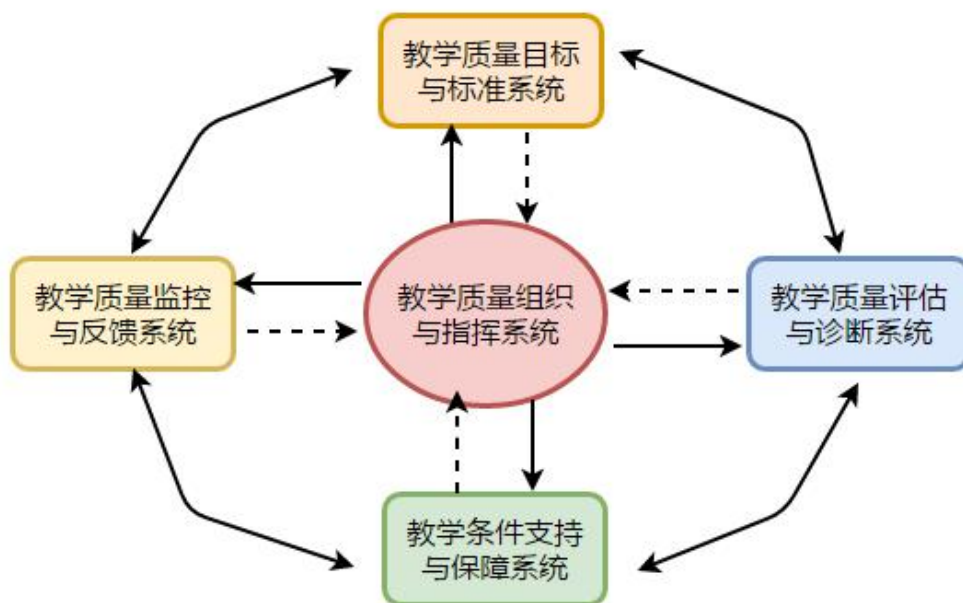 教学质量目标
与标准系统
教学质量监控
与反馈系统
教学质量组织
与指挥系统
教学质量评估
与诊断系统
教学条件支持
与保障系统